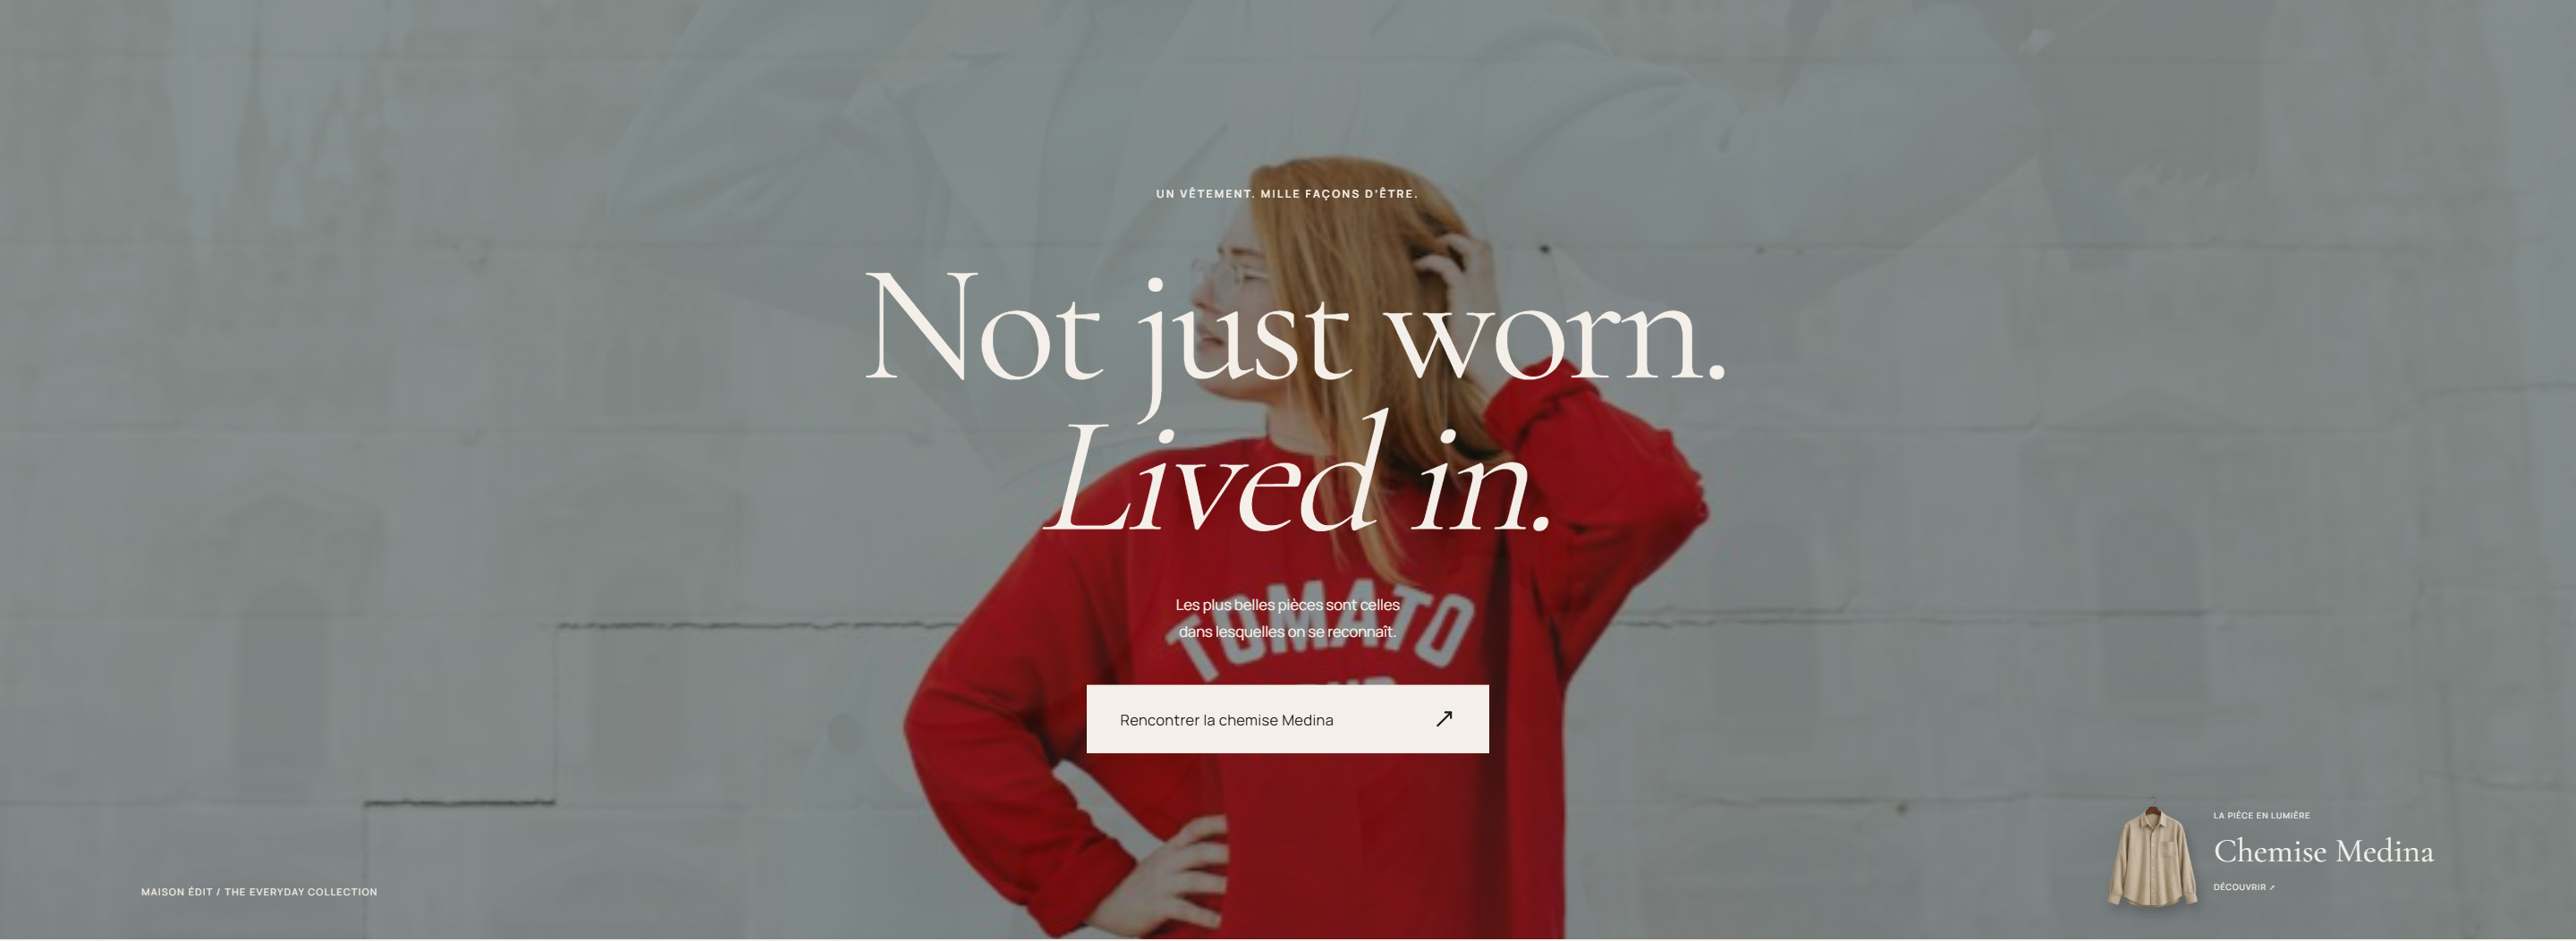 UN VÊTEMENT. MILLE FAÇONS D'ÊTRE.
Not just worn.
Lived in.
Les plus belles pièces sont celles
dans lesquelles on se reconnaît.
TOMATO
Rencontrer la chemise Medina ↗
LA PIÈCE EN LUMIÈRE
Chemise Medina
DÉCOUVRIR ↗
MAISON ÉDIT / THE EVERYDAY COLLECTION